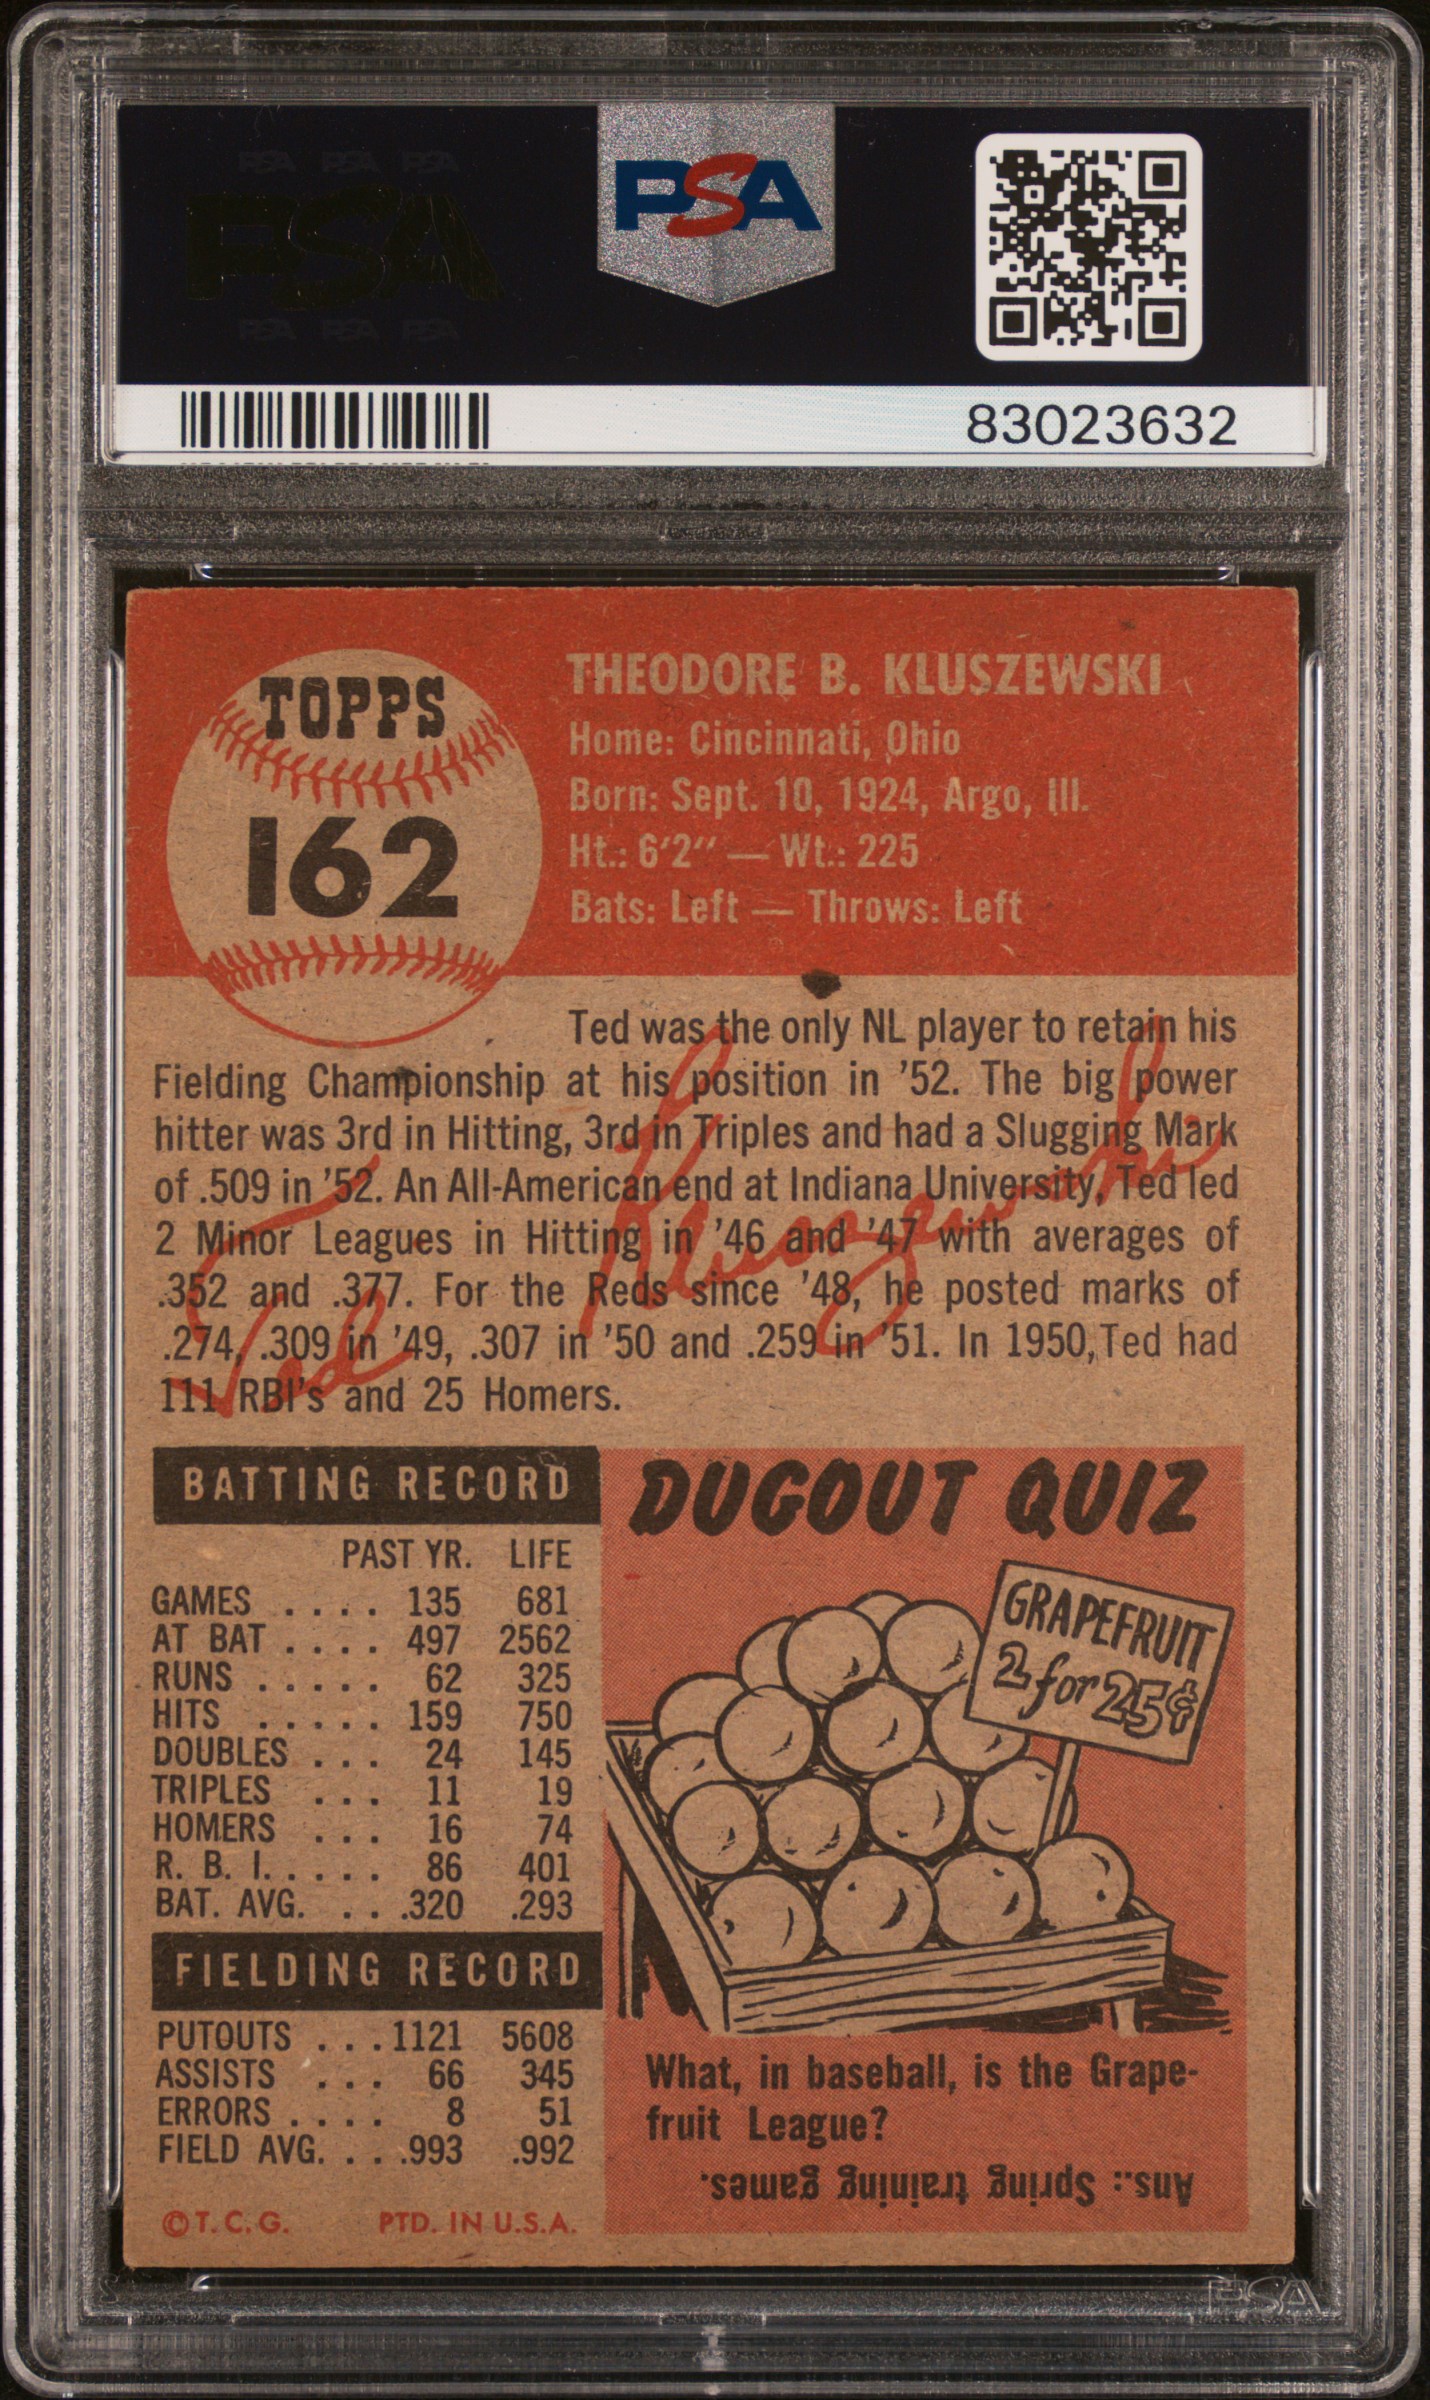 PSA PSA PSA
PSA
PSA PSA PSA
PSA
83023632
TOPPS
162
THEODORE B. KLUSZEWSKI
Home: Cincinnati, Ohio
Born: Sept. 10, 1924, Argo, Ill.
Ht.: 6'2" — Wt.: 225
Bats: Left — Throws: Left
Ted was the only NL player to retain his
Fielding Championship at his position in '52. The big power
hitter was 3rd in Hitting, 3rd in Triples and had a Slugging Mark
of .509 in '52. An All-American end at Indiana University, Ted led
2 Minor Leagues in Hitting in '46 and '47 with averages of
.352 and .377. For the Reds since '48, he posted marks of
.274, .309 in '49, .307 in '50 and .259 in '51. In 1950, Ted had
111 RBI's and 25 Homers.
Ted Kluszewski
BATTING RECORD
PAST YR. LIFE
GAMES .... 135 681
AT BAT .... 497 2562
RUNS ..... 62 325
HITS ..... 159 750
DOUBLES ... 24 145
TRIPLES ... 11 19
HOMERS ... 16 74
R. B. I. .... 86 401
BAT. AVG. ... .320 .293
FIELDING RECORD
PUTOUTS ... 1121 5608
ASSISTS ... 66 345
ERRORS .... 8 51
FIELD AVG. ... .993 .992
© T. C. G. PTD. IN U.S.A.
DUGOUT QUIZ
GRAPEFRUIT
2 for 25¢
What, in baseball, is the Grape-
fruit League?
Ans.: Spring training games.
PSA